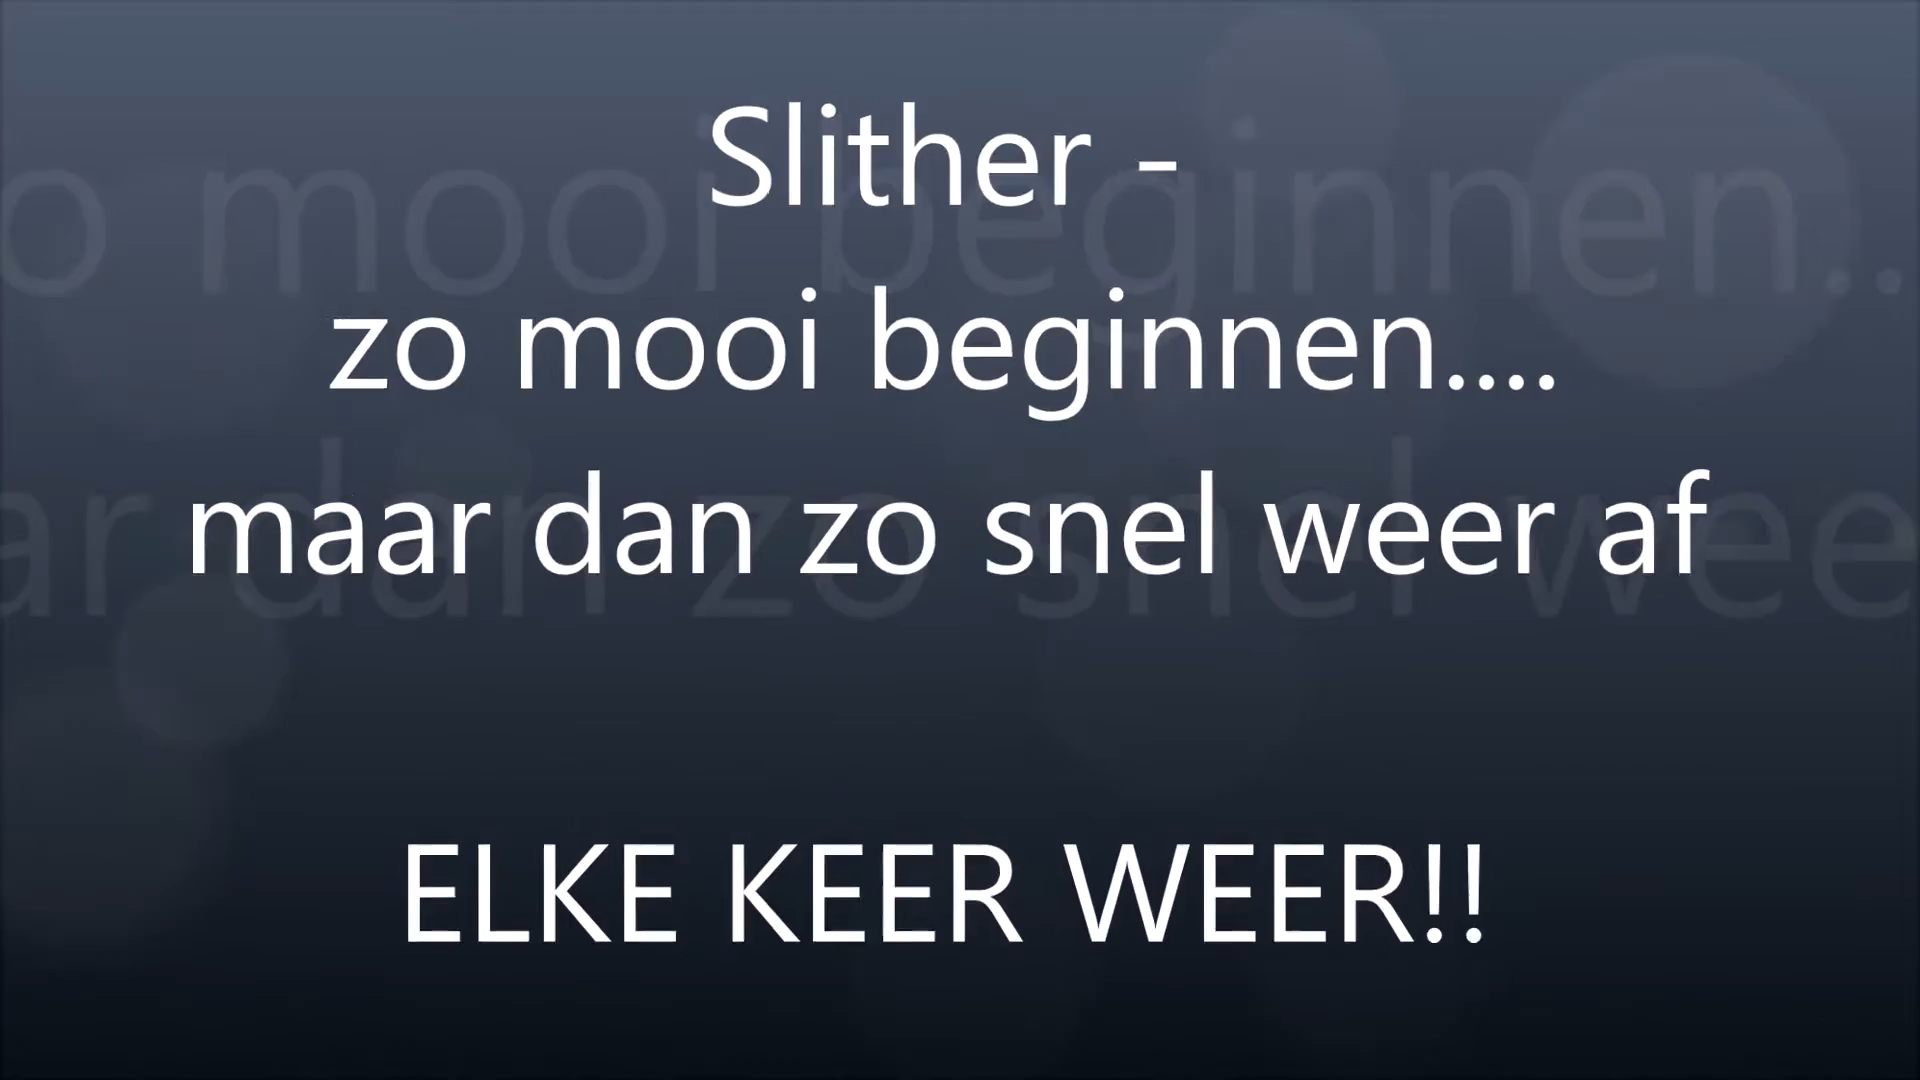 Slither -
zo mooi beginnen....
maar dan zo snel weer af
ELKE KEER WEER!!